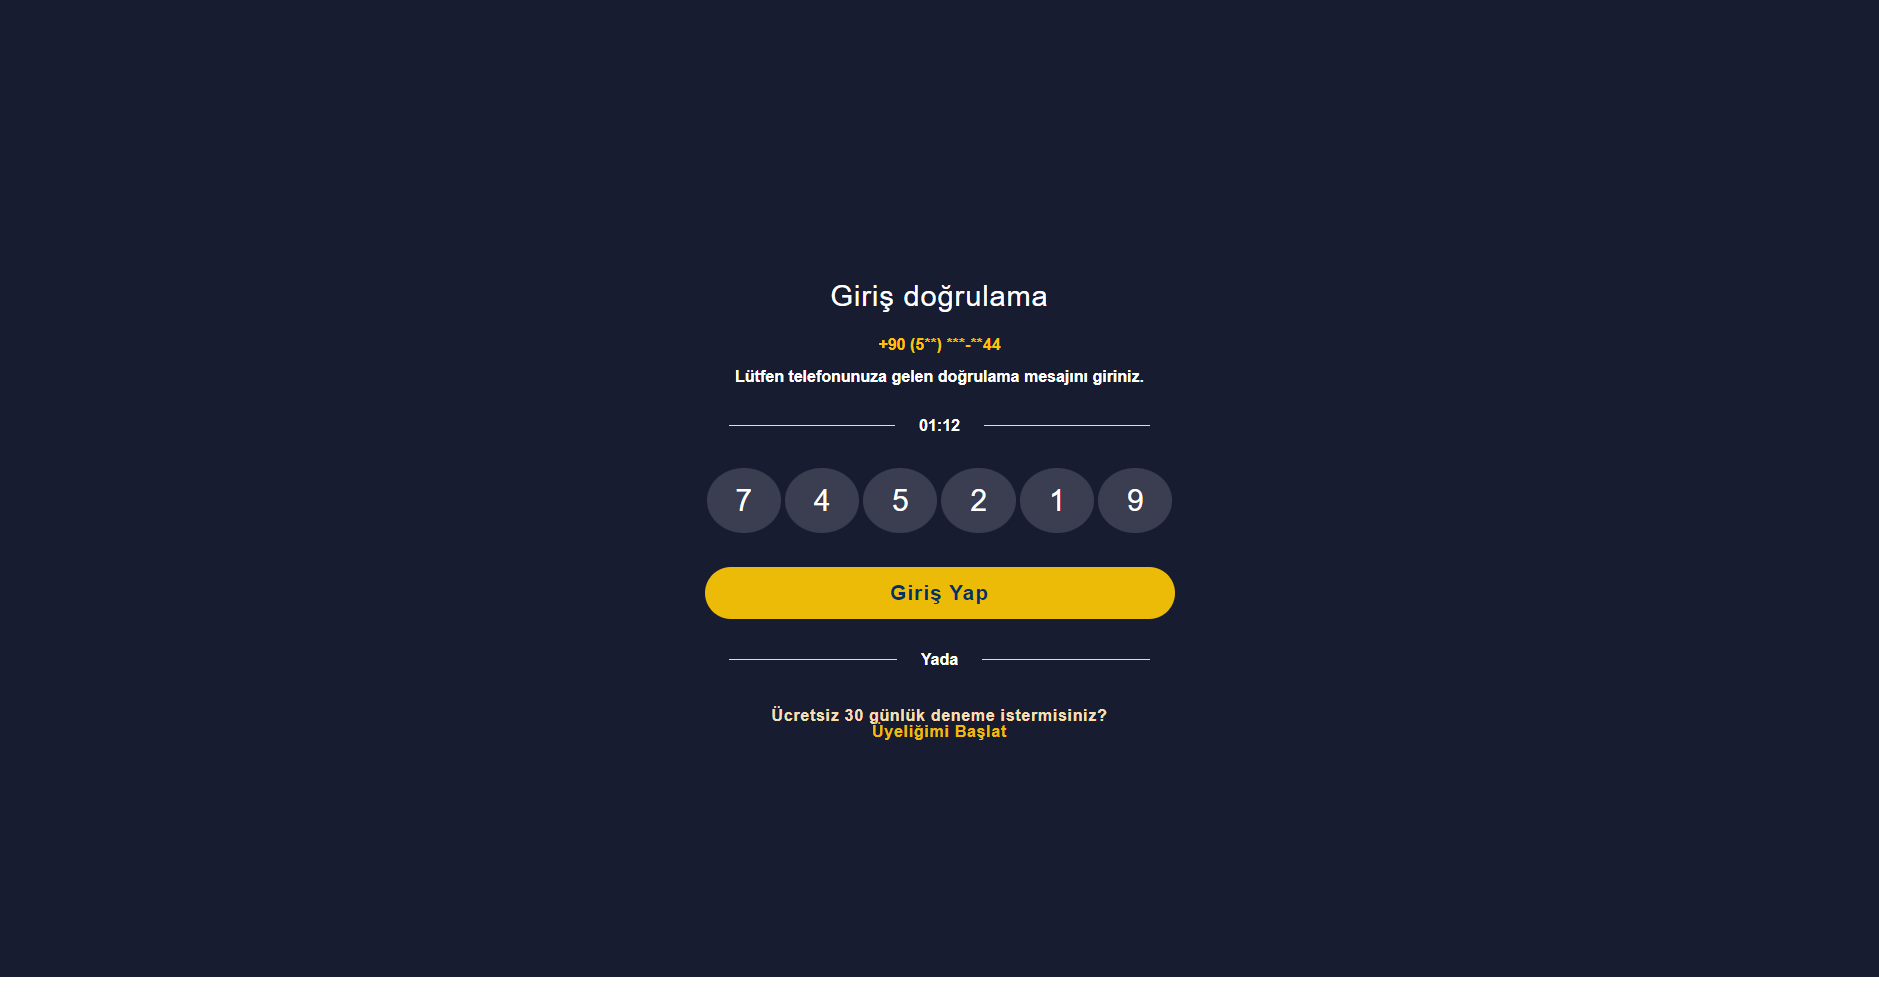 Giriş doğrulama
+90 (5**) ***-**44
Lütfen telefonunuza gelen doğrulama mesajını giriniz.
01:12
7 4 5 2 1 9
Giriş Yap
Yada
Ücretsiz 30 günlük deneme istermisiniz?
Üyeliğimi Başlat